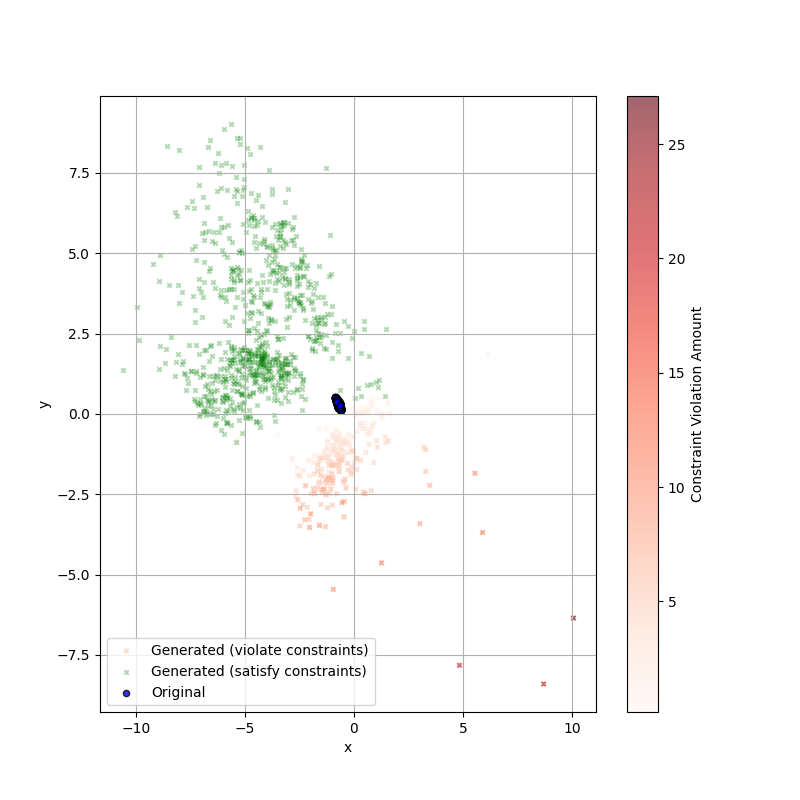 7.5
5.0
2.5
0.0
−2.5
−5.0
−7.5
y
−10
−5
0
5
10
x
Generated (violate constraints)
Generated (satisfy constraints)
Original
25
20
15
10
5
Constraint Violation Amount